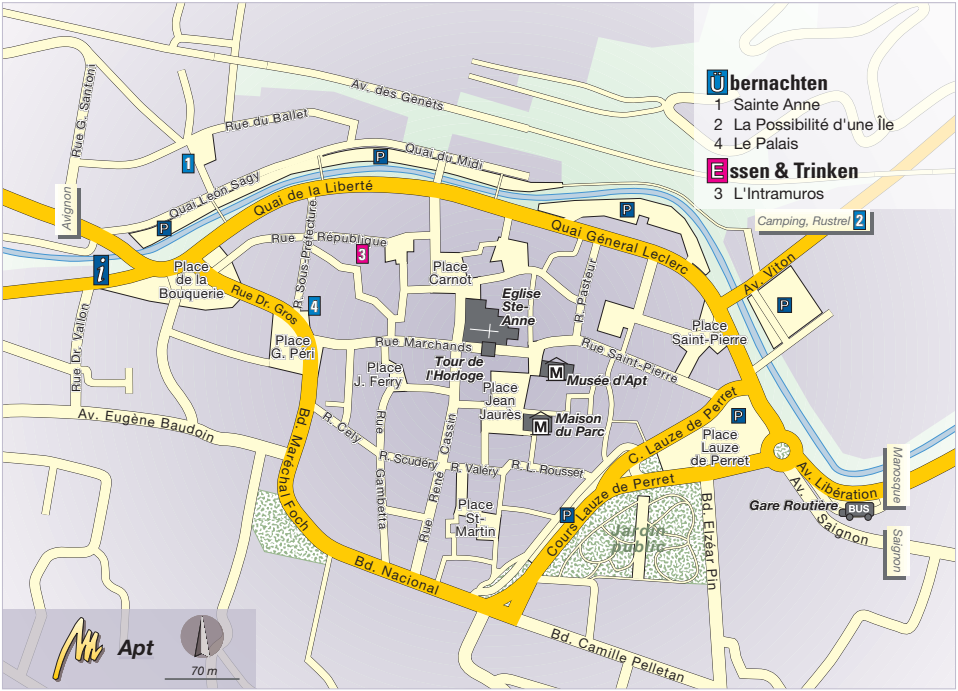 Übernachten
1 Sainte Anne
2 La Possibilité d'une Île
4 Le Palais
Essen & Trinken
3 L'Intramuros
Camping, Rustrel 2
Av. des Genêts
Rue G. Santoni
Rue du Ballet
1
P
Quai du Midi
Quai Léon Sagy
Quai de la Liberté
Avignon
P
P
Quai Géneral Leclerc
Rue République
3
R. Sous-Préfecture
i
Place
de la
Bouquerie
Place
Carnot
R. Pasteur
Av. Viton
P
Rue Dr. Gros
4
Eglise
Ste-
Anne
Place
Saint-Pierre
Rue Dr. Vallon
Place
G. Péri
Rue Marchands
Rue Saint-Pierre
Tour de
l'Horloge
Place
J. Ferry
M
Musée d'Apt
Place
Jean
Jaurès
M
Maison
du Parc
C. Lauze de Perret
P
Av. Eugène Baudoin
Bd. Maréchal Foch
R. Cély
Rue Gambetta
Rue René Cassin
R. Scudéry
R. Valéry
R. L. Rousset
Place
Lauze
de Perret
Av. Libération
Manosque
Place
St-
Martin
P
Cours Lauze de Perret
Jardin
public
Bd. Elzéar Pin
Gare Routière
BUS
Av. Saignon
Saignon
Bd. Nacional
Bd. Camille Pelletan
Apt
70 m